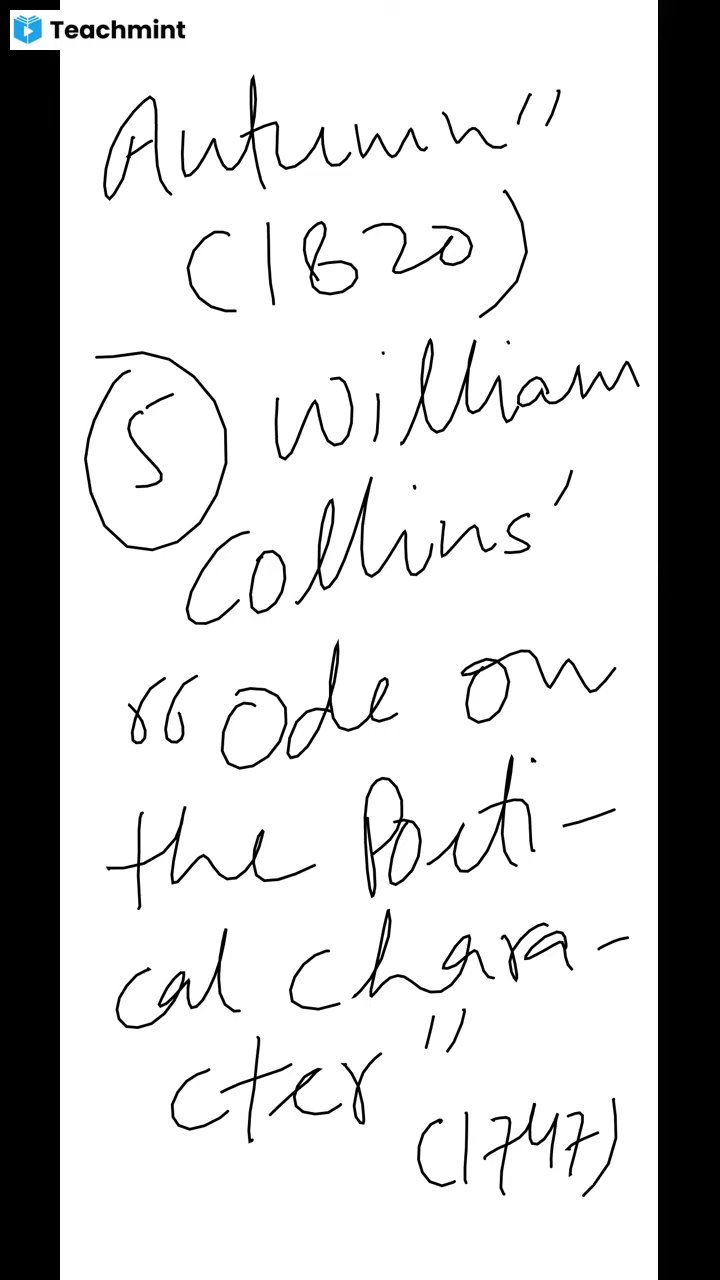 Teachmint
Autumn"
(1820)
5 William
Collins'
"Ode on
the Poeti-
cal Chara-
cter"
(1747)